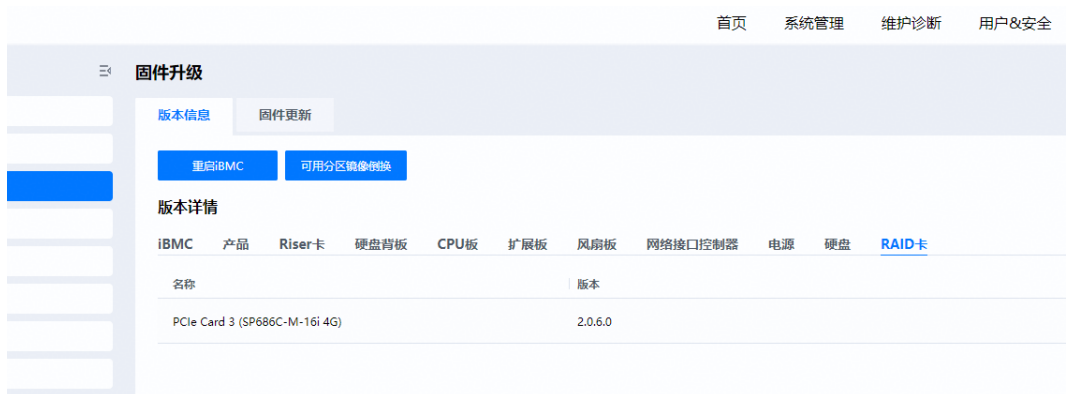 首页 系统管理 维护诊断 用户&安全
固件升级
版本信息 固件更新
重启iBMC 可用分区镜像倒换
版本详情
iBMC 产品 Riser卡 硬盘背板 CPU板 扩展板 风扇板 网络接口控制器 电源 硬盘 RAID卡
名称 版本
PCIe Card 3 (SP686C-M-16i 4G) 2.0.6.0